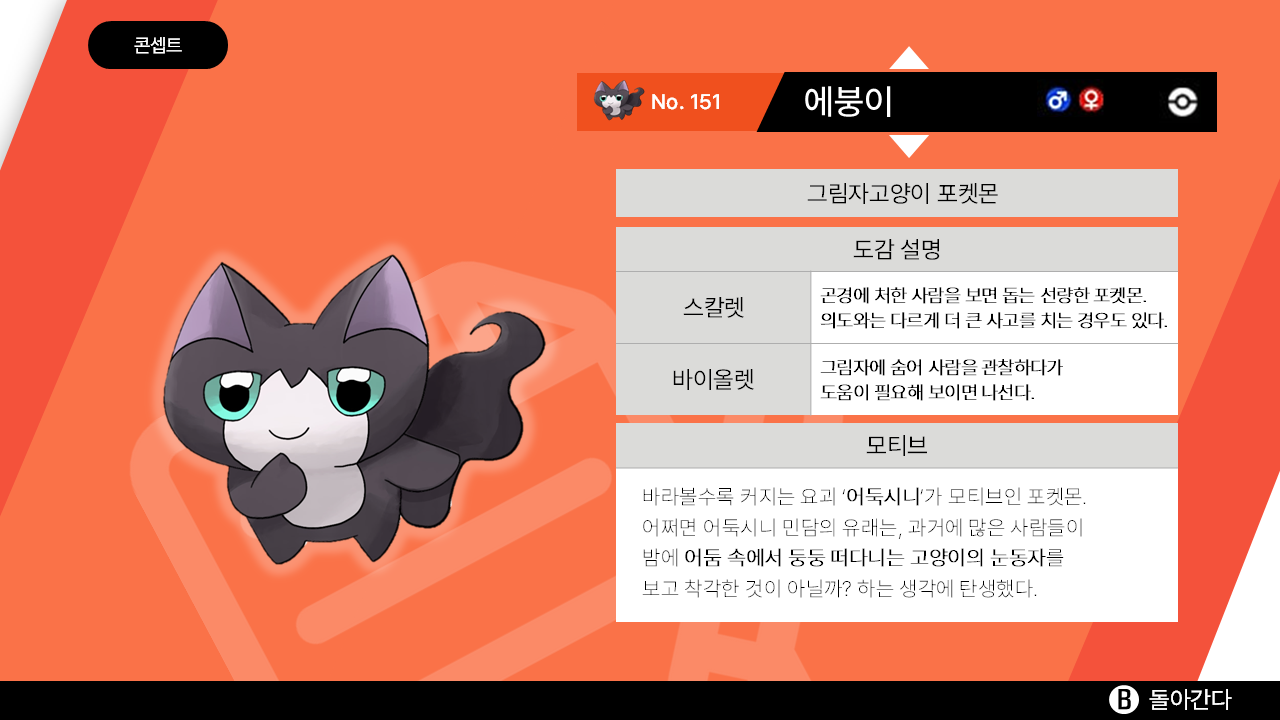 콘셉트
No. 151
에붕이
그림자고양이 포켓몬
도감 설명
스칼렛
곤경에 처한 사람을 보면 돕는 선량한 포켓몬.
의도와는 다르게 더 큰 사고를 치는 경우도 있다.
바이올렛
그림자에 숨어 사람을 관찰하다가
도움이 필요해 보이면 나선다.
모티브
바라볼수록 커지는 요괴 ‘어둑시니’가 모티브인 포켓몬.
어쩌면 어둑시니 민담의 유래는, 과거에 많은 사람들이
밤에 어둠 속에서 둥둥 떠다니는 고양이의 눈동자를
보고 착각한 것이 아닐까? 하는 생각에 탄생했다.
B 돌아간다